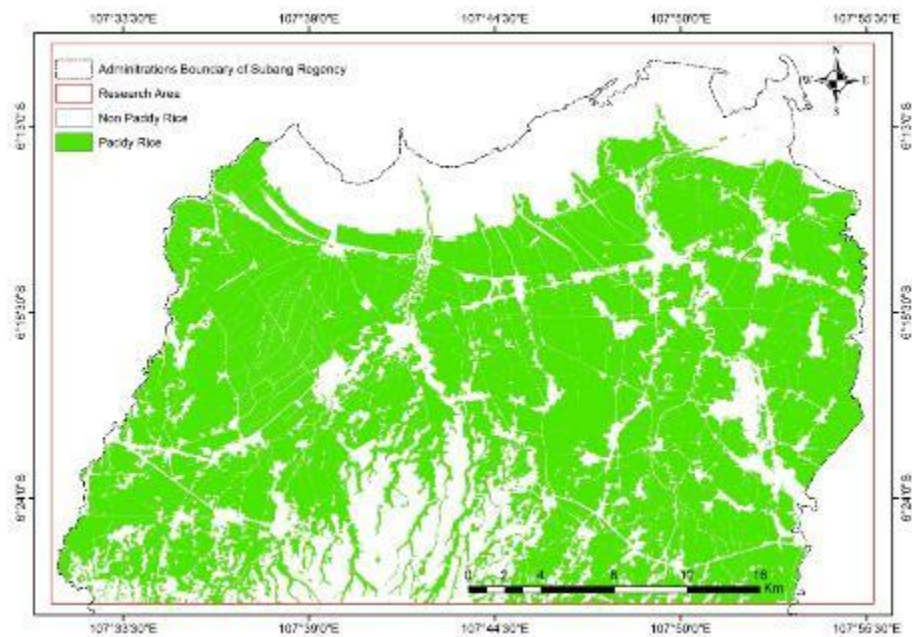 107°33'30"E 107°39'0"E 107°44'30"E 107°50'0"E 107°55'30"E
Adminitrations Boundary of Subang Regency
Research Area
Non Paddy Rice
Paddy Rice
N
W E
S
6°13'0"S 6°13'0"S
6°18'30"S 6°18'30"S
6°24'0"S 6°24'0"S
0 2 4 8 12 16
Km
107°33'30"E 107°39'0"E 107°44'30"E 107°50'0"E 107°55'30"E